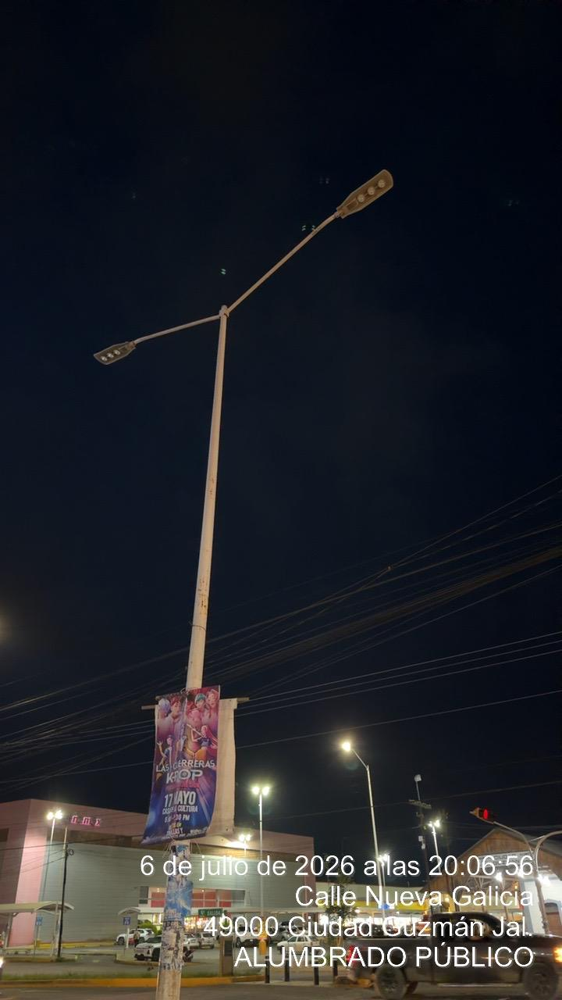 LAS GUERRERAS
K-POP
17 MAYO
CASA DE LA CULTURA
6 de julio de 2026 a las 20:06:56
Calle Nueva Galicia
49000 Ciudad Guzmán Jal.
ALUMBRADO PÚBLICO